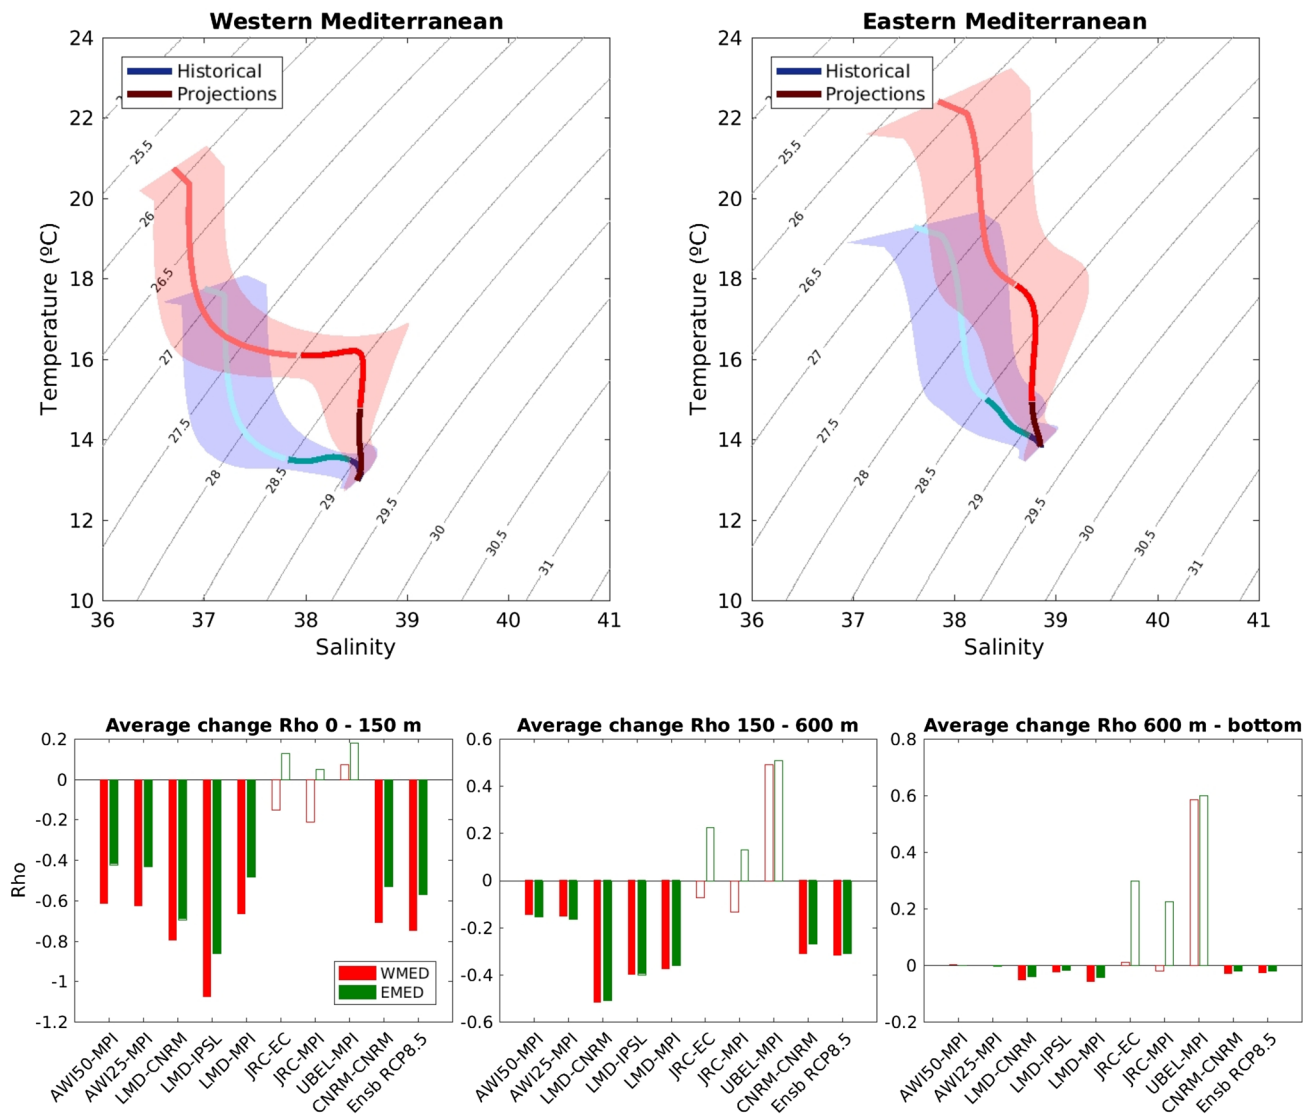 Western Mediterranean
Eastern Mediterranean
24
22
20
18
16
14
12
10
Temperature (ºC)
Historical
Projections
25.5
26
26.5
27
27.5
28
28.5
29
29.5
30
30.5
31
36
37
38
39
40
41
Salinity
24
22
20
18
16
14
12
10
Temperature (ºC)
Historical
Projections
25.5
26
26.5
27
27.5
28
28.5
29
29.5
30
30.5
31
36
37
38
39
40
41
Salinity
Average change Rho 0 - 150 m
0.2
0
-0.2
-0.4
-0.6
-0.8
-1
-1.2
Rho
WMED
EMED
AWI50-MPI
AWI25-MPI
LMD-CNRM
LMD-IPSL
LMD-MPI
JRC-EC
JRC-MPI
UBEL-MPI
CNRM-CNRM
Ensb RCP8.5
Average change Rho 150 - 600 m
0.6
0.4
0.2
0
-0.2
-0.4
-0.6
AWI50-MPI
AWI25-MPI
LMD-CNRM
LMD-IPSL
LMD-MPI
JRC-EC
JRC-MPI
UBEL-MPI
CNRM-CNRM
Ensb RCP8.5
Average change Rho 600 m - bottom
0.8
0.6
0.4
0.2
0
-0.2
AWI50-MPI
AWI25-MPI
LMD-CNRM
LMD-IPSL
LMD-MPI
JRC-EC
JRC-MPI
UBEL-MPI
CNRM-CNRM
Ensb RCP8.5